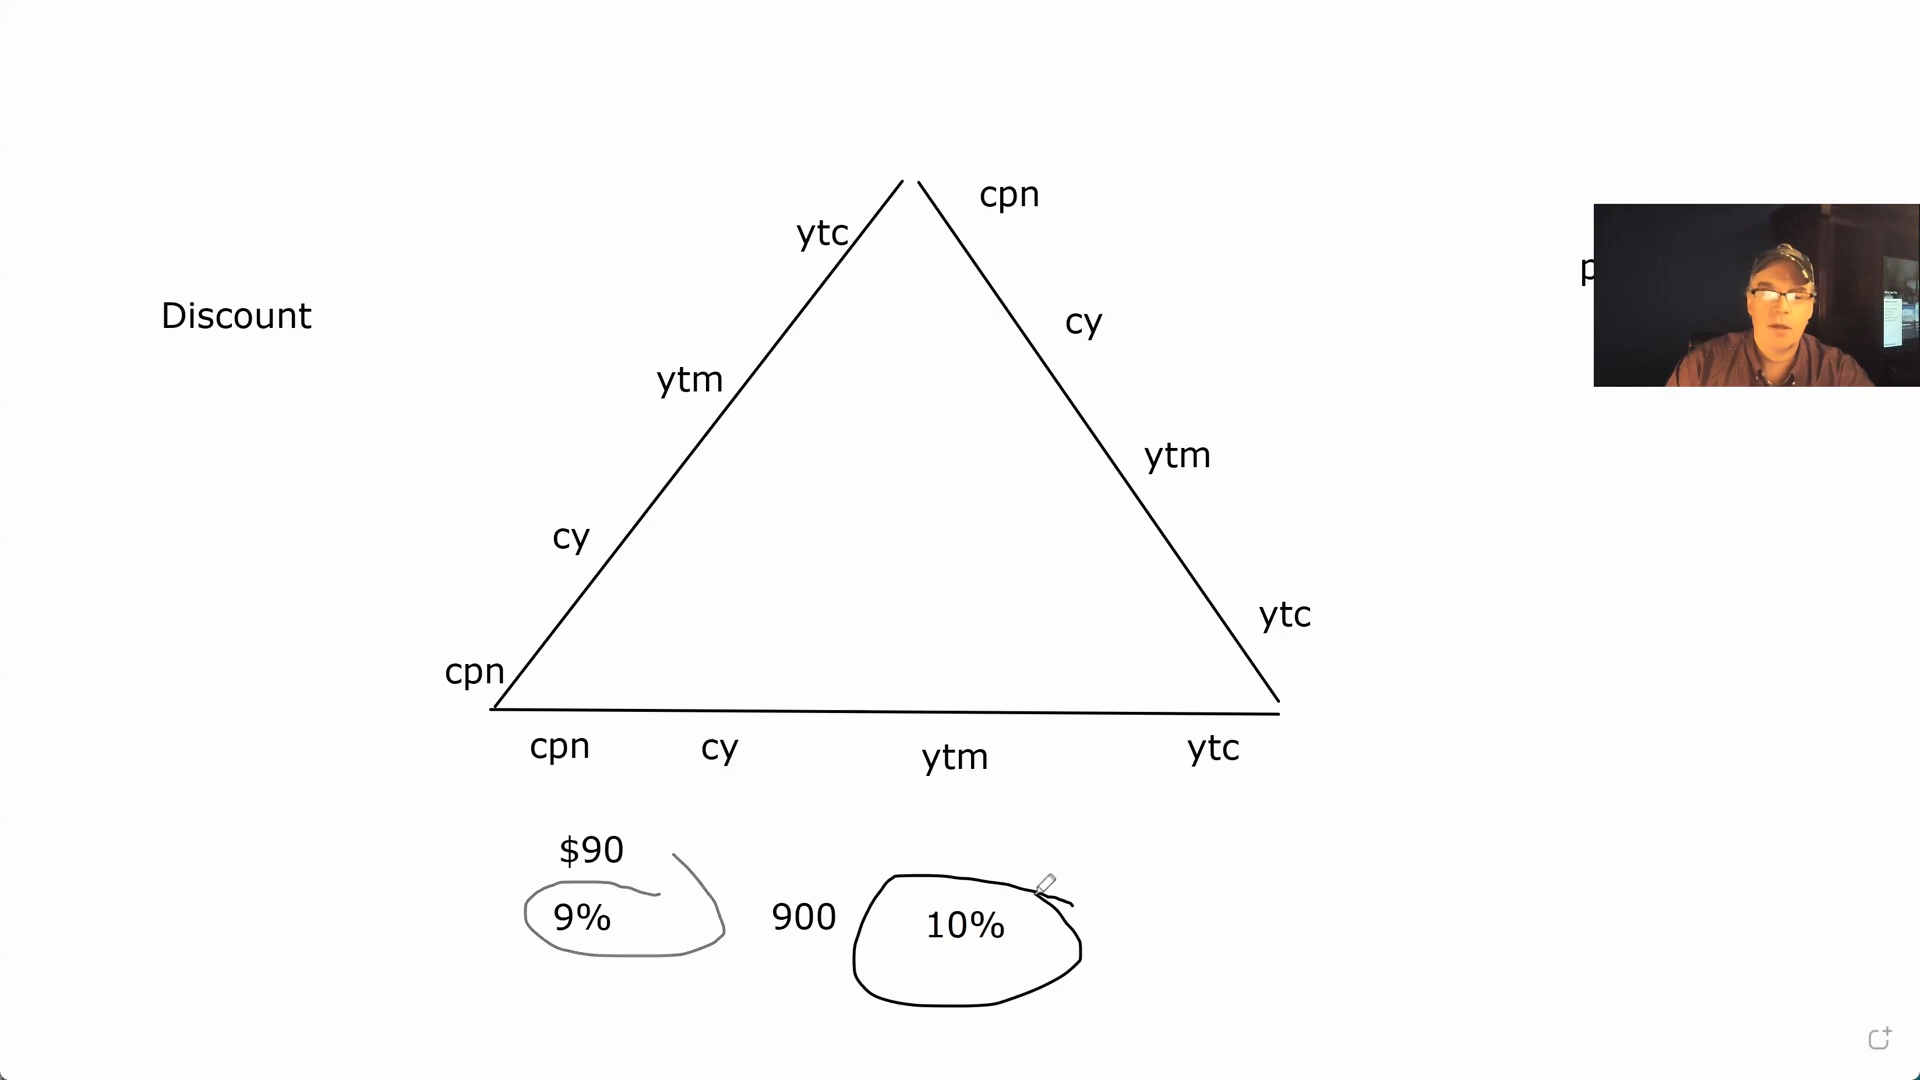 cpn
ytc
Discount
cy
ytm
ytm
cy
ytc
cpn
cpn cy ytm ytc
$90
9% 900 10%